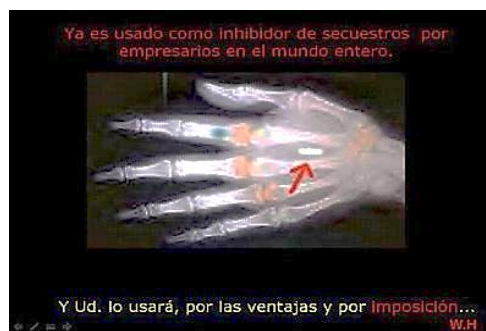 Ya es usado como inhibidor de secuestros por
empresarios en el mundo entero.
Y Ud. lo usará, por las ventajas y por imposición...
W.H